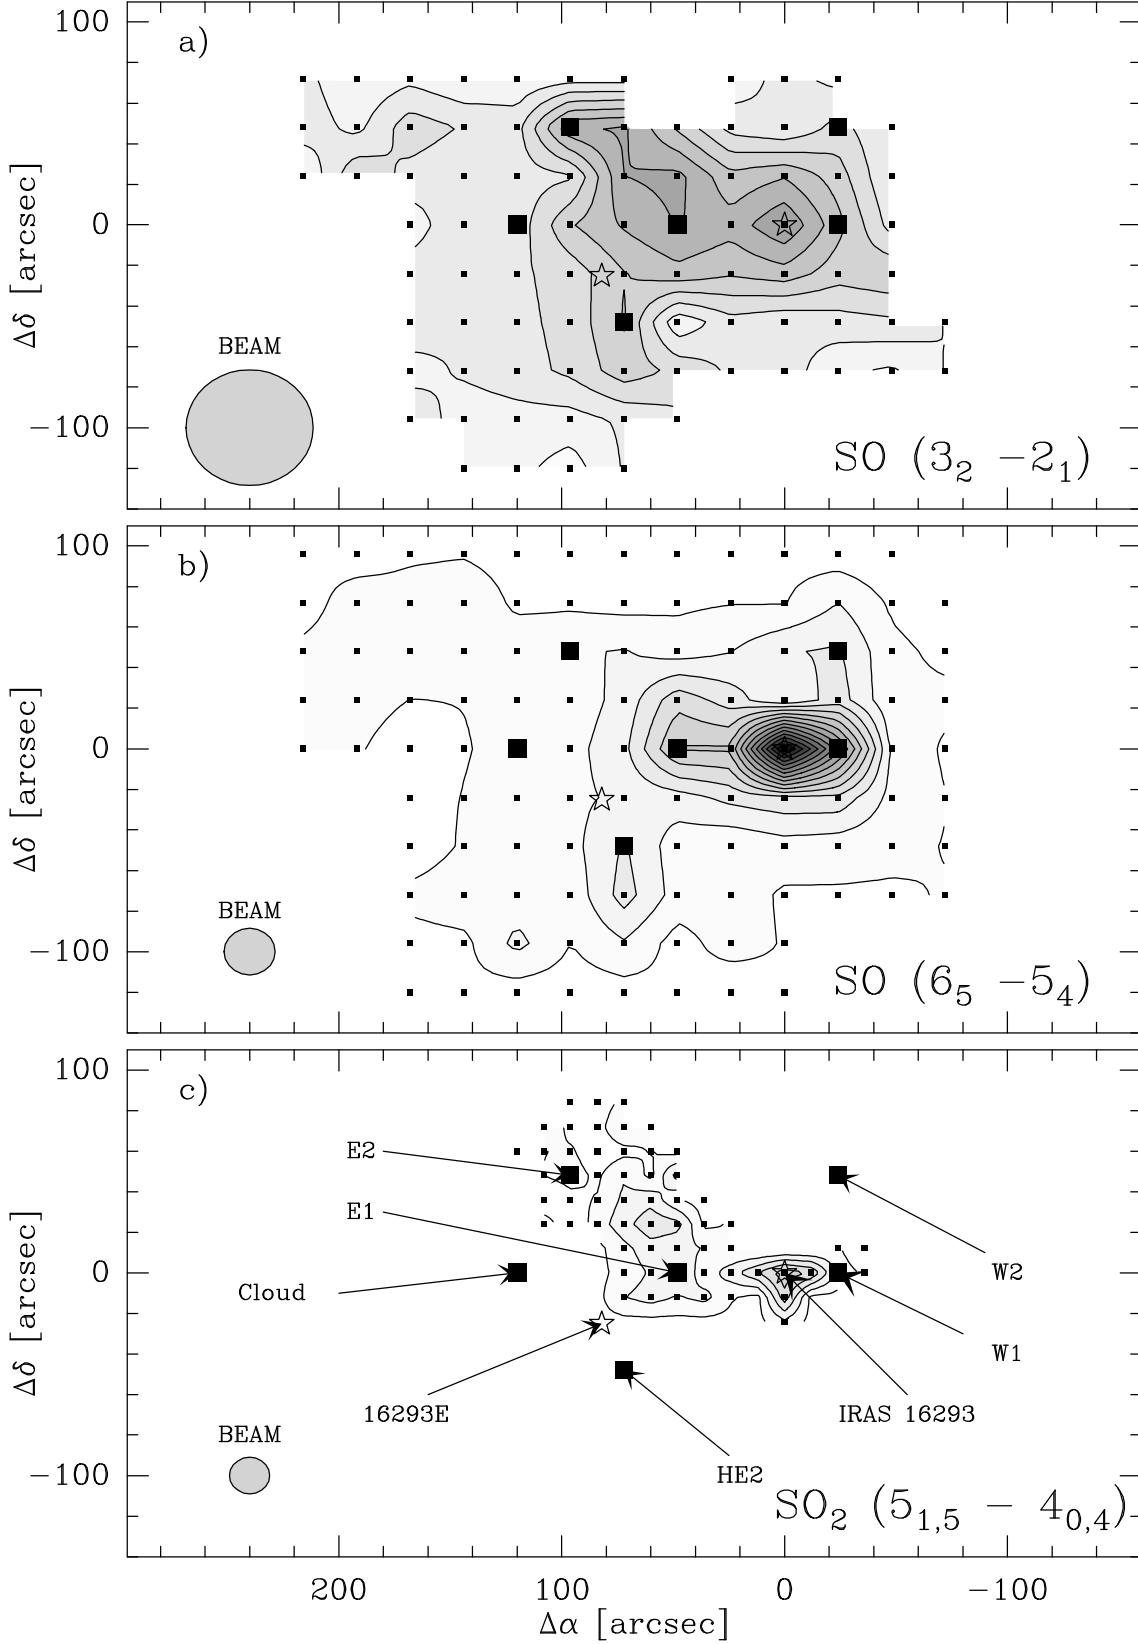 100
a)
0
Δδ [arcsec]
BEAM
−100
SO (3₂ −2₁)
100
b)
0
Δδ [arcsec]
BEAM
−100
SO (6₅ −5₄)
100
c)
E2
E1
0
Δδ [arcsec]
Cloud
W2
W1
16293E
IRAS 16293
BEAM
HE2
−100
SO₂ (5₁,₅ − 4₀,₄)
200 100 0 −100
Δα [arcsec]